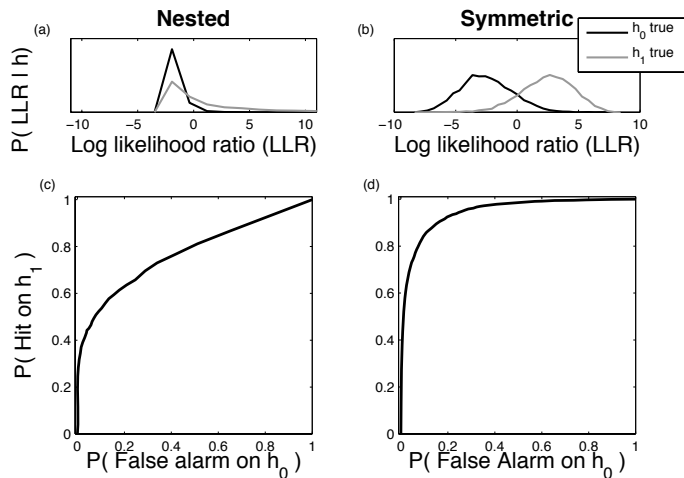 Nested
Symmetric
(a)
(b)
h0 true
h1 true
P( LLR | h)
−10 −5 0 5 10
−10 −5 0 5 10
Log likelihood ratio (LLR)
Log likelihood ratio (LLR)
(c)
(d)
P( Hit on h1)
1
0.8
0.6
0.4
0.2
0
0 0.2 0.4 0.6 0.8 1
P( False alarm on h0)
1
0.8
0.6
0.4
0.2
0
0 0.2 0.4 0.6 0.8 1
P( False Alarm on h0)